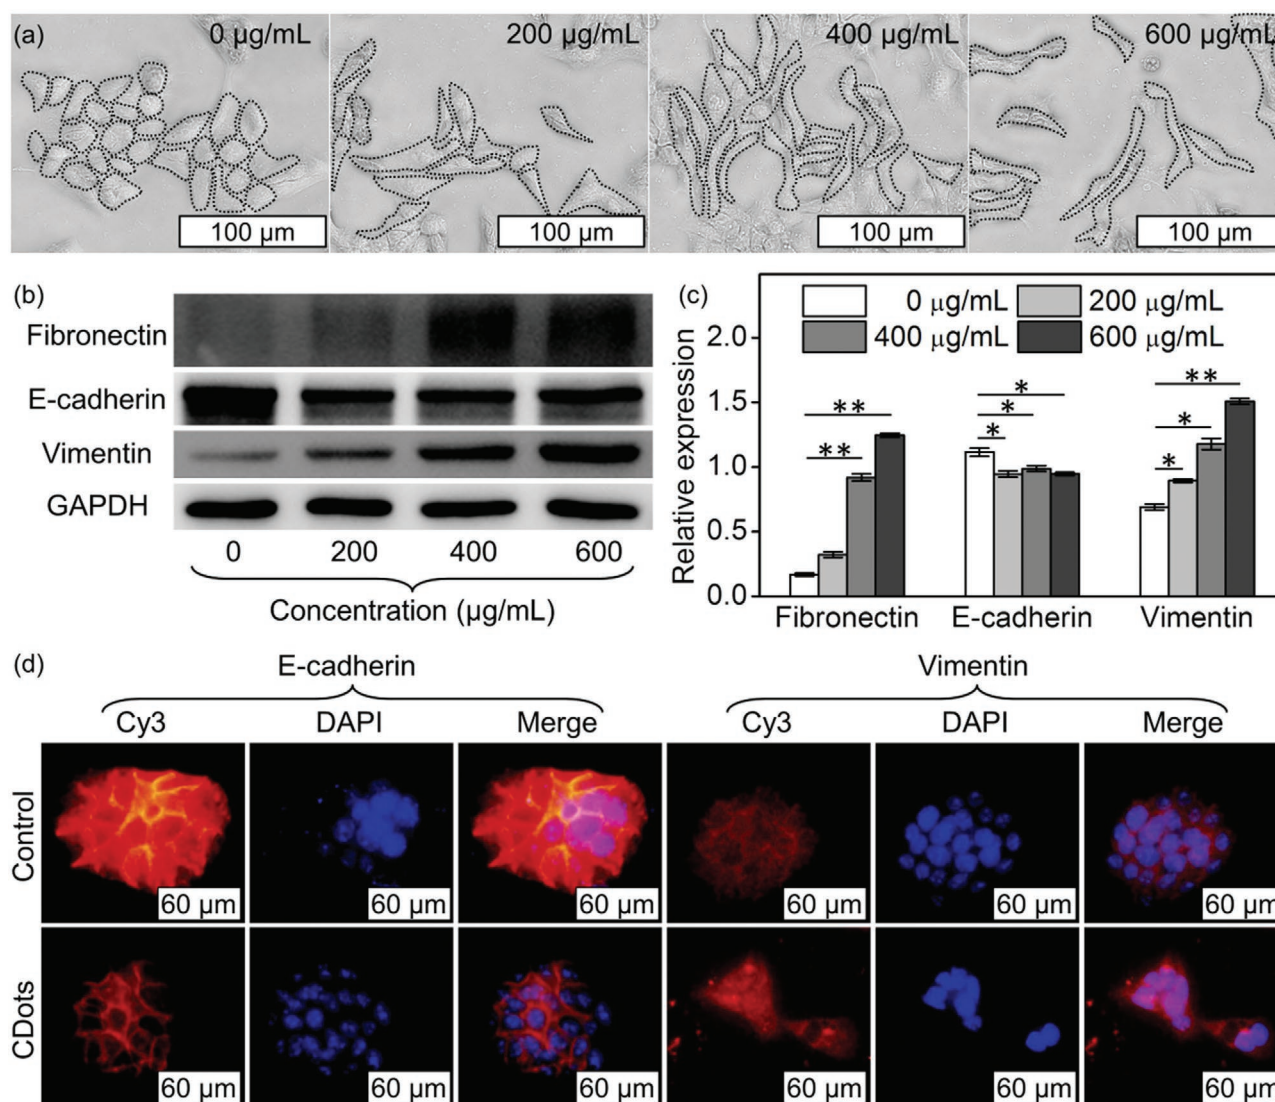 (a)
0 µg/mL
200 µg/mL
400 µg/mL
600 µg/mL
100 µm
100 µm
100 µm
100 µm
(b)
Fibronectin
E-cadherin
Vimentin
GAPDH
0 200 400 600
Concentration (µg/mL)
(c)
0 µg/mL
200 µg/mL
400 µg/mL
600 µg/mL
Relative expression
2.0
1.5
1.0
0.5
0.0
**
**
*
*
*
**
*
*
Fibronectin E-cadherin Vimentin
(d)
E-cadherin Vimentin
Cy3 DAPI Merge Cy3 DAPI Merge
Control
60 µm 60 µm 60 µm 60 µm 60 µm 60 µm
CDots
60 µm 60 µm 60 µm 60 µm 60 µm 60 µm